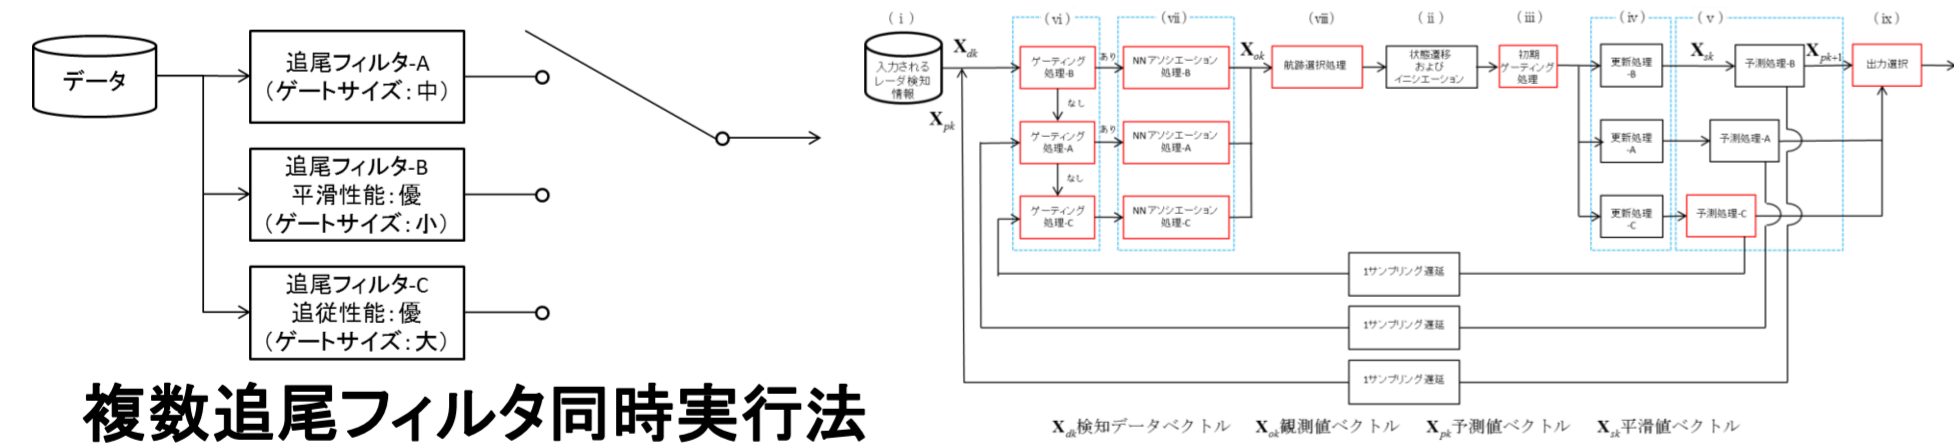 データ
追尾フィルタ-A
（ゲートサイズ：中）
追尾フィルタ-B
平滑性能：優
（ゲートサイズ：小）
追尾フィルタ-C
追従性能：優
（ゲートサイズ：大）
複数追尾フィルタ同時実行法
(i)
(vi)
(vii)
(viii)
(ii)
(iii)
(iv)
(v)
(ix)
入力される
レーダ検知
情報
Xdk
Xpk
ゲーティング
処理-B
あり
NNアソシエーション
処理-B
Xok
航跡選択処理
状態遷移
および
イニシエーション
初期
ゲーティング
処理
更新処理
-B
Xsk
予測処理-B
Xpk+1
出力選択
なし
ゲーティング
処理-A
あり
NNアソシエーション
処理-A
更新処理
-A
予測処理-A
なし
ゲーティング
処理-C
NNアソシエーション
処理-C
更新処理
-C
予測処理-C
1サンプリング遅延
1サンプリング遅延
1サンプリング遅延
Xdk検知データベクトル Xok観測値ベクトル Xpk予測値ベクトル Xsk平滑値ベクトル